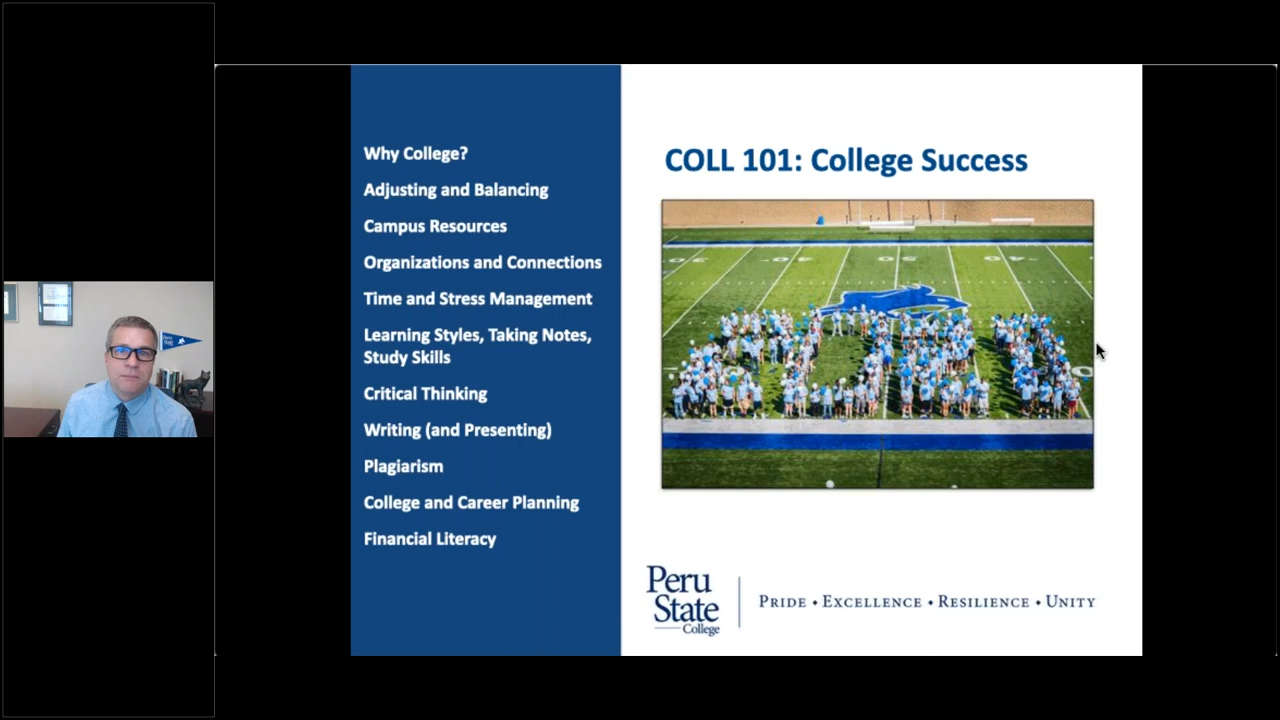 Why College?
Adjusting and Balancing
Campus Resources
Organizations and Connections
Time and Stress Management
Learning Styles, Taking Notes,
Study Skills
Critical Thinking
Writing (and Presenting)
Plagiarism
College and Career Planning
Financial Literacy
COLL 101: College Success
Peru
State
College
PRIDE • EXCELLENCE • RESILIENCE • UNITY
Peru
State